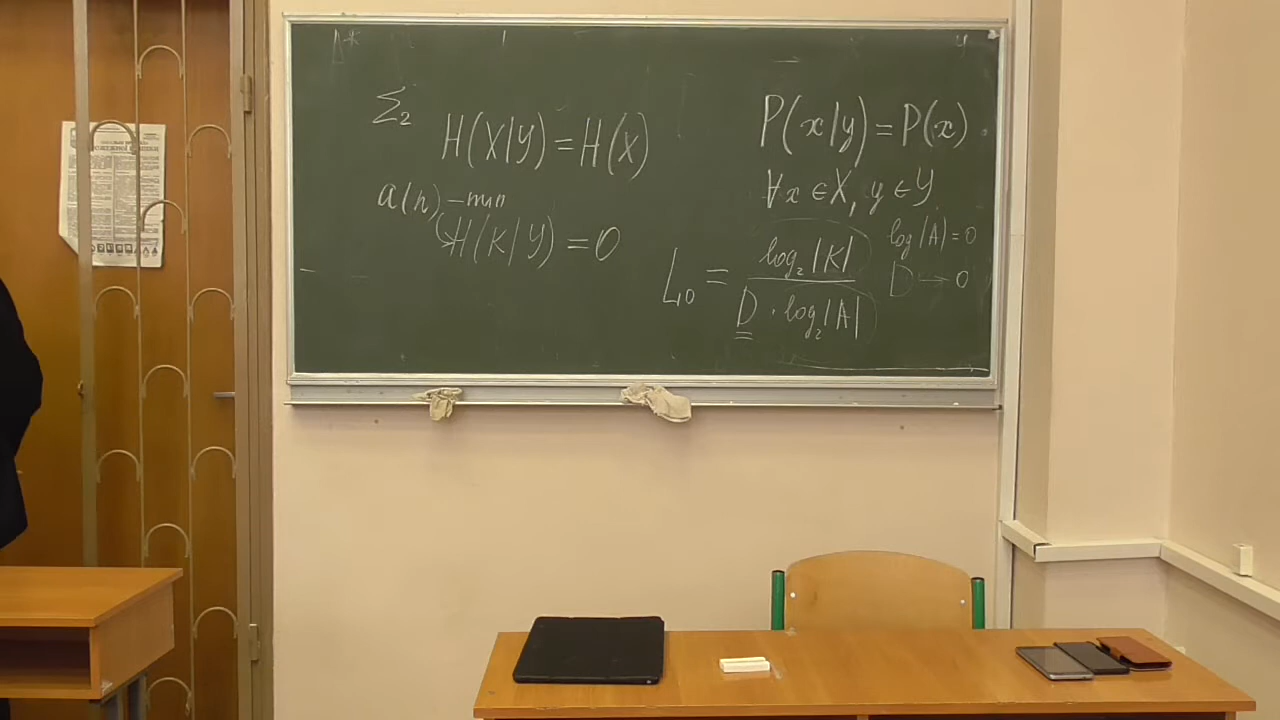 Σ₂ H(X|Y) = H(X)
a(n) – min
H(K|Y) = 0
P(x|y) = P(x)
∀x ∈ X, y ∈ Y
L₀ = log₂|K| / D · log₂|A|
log|A| = 0
D → 0